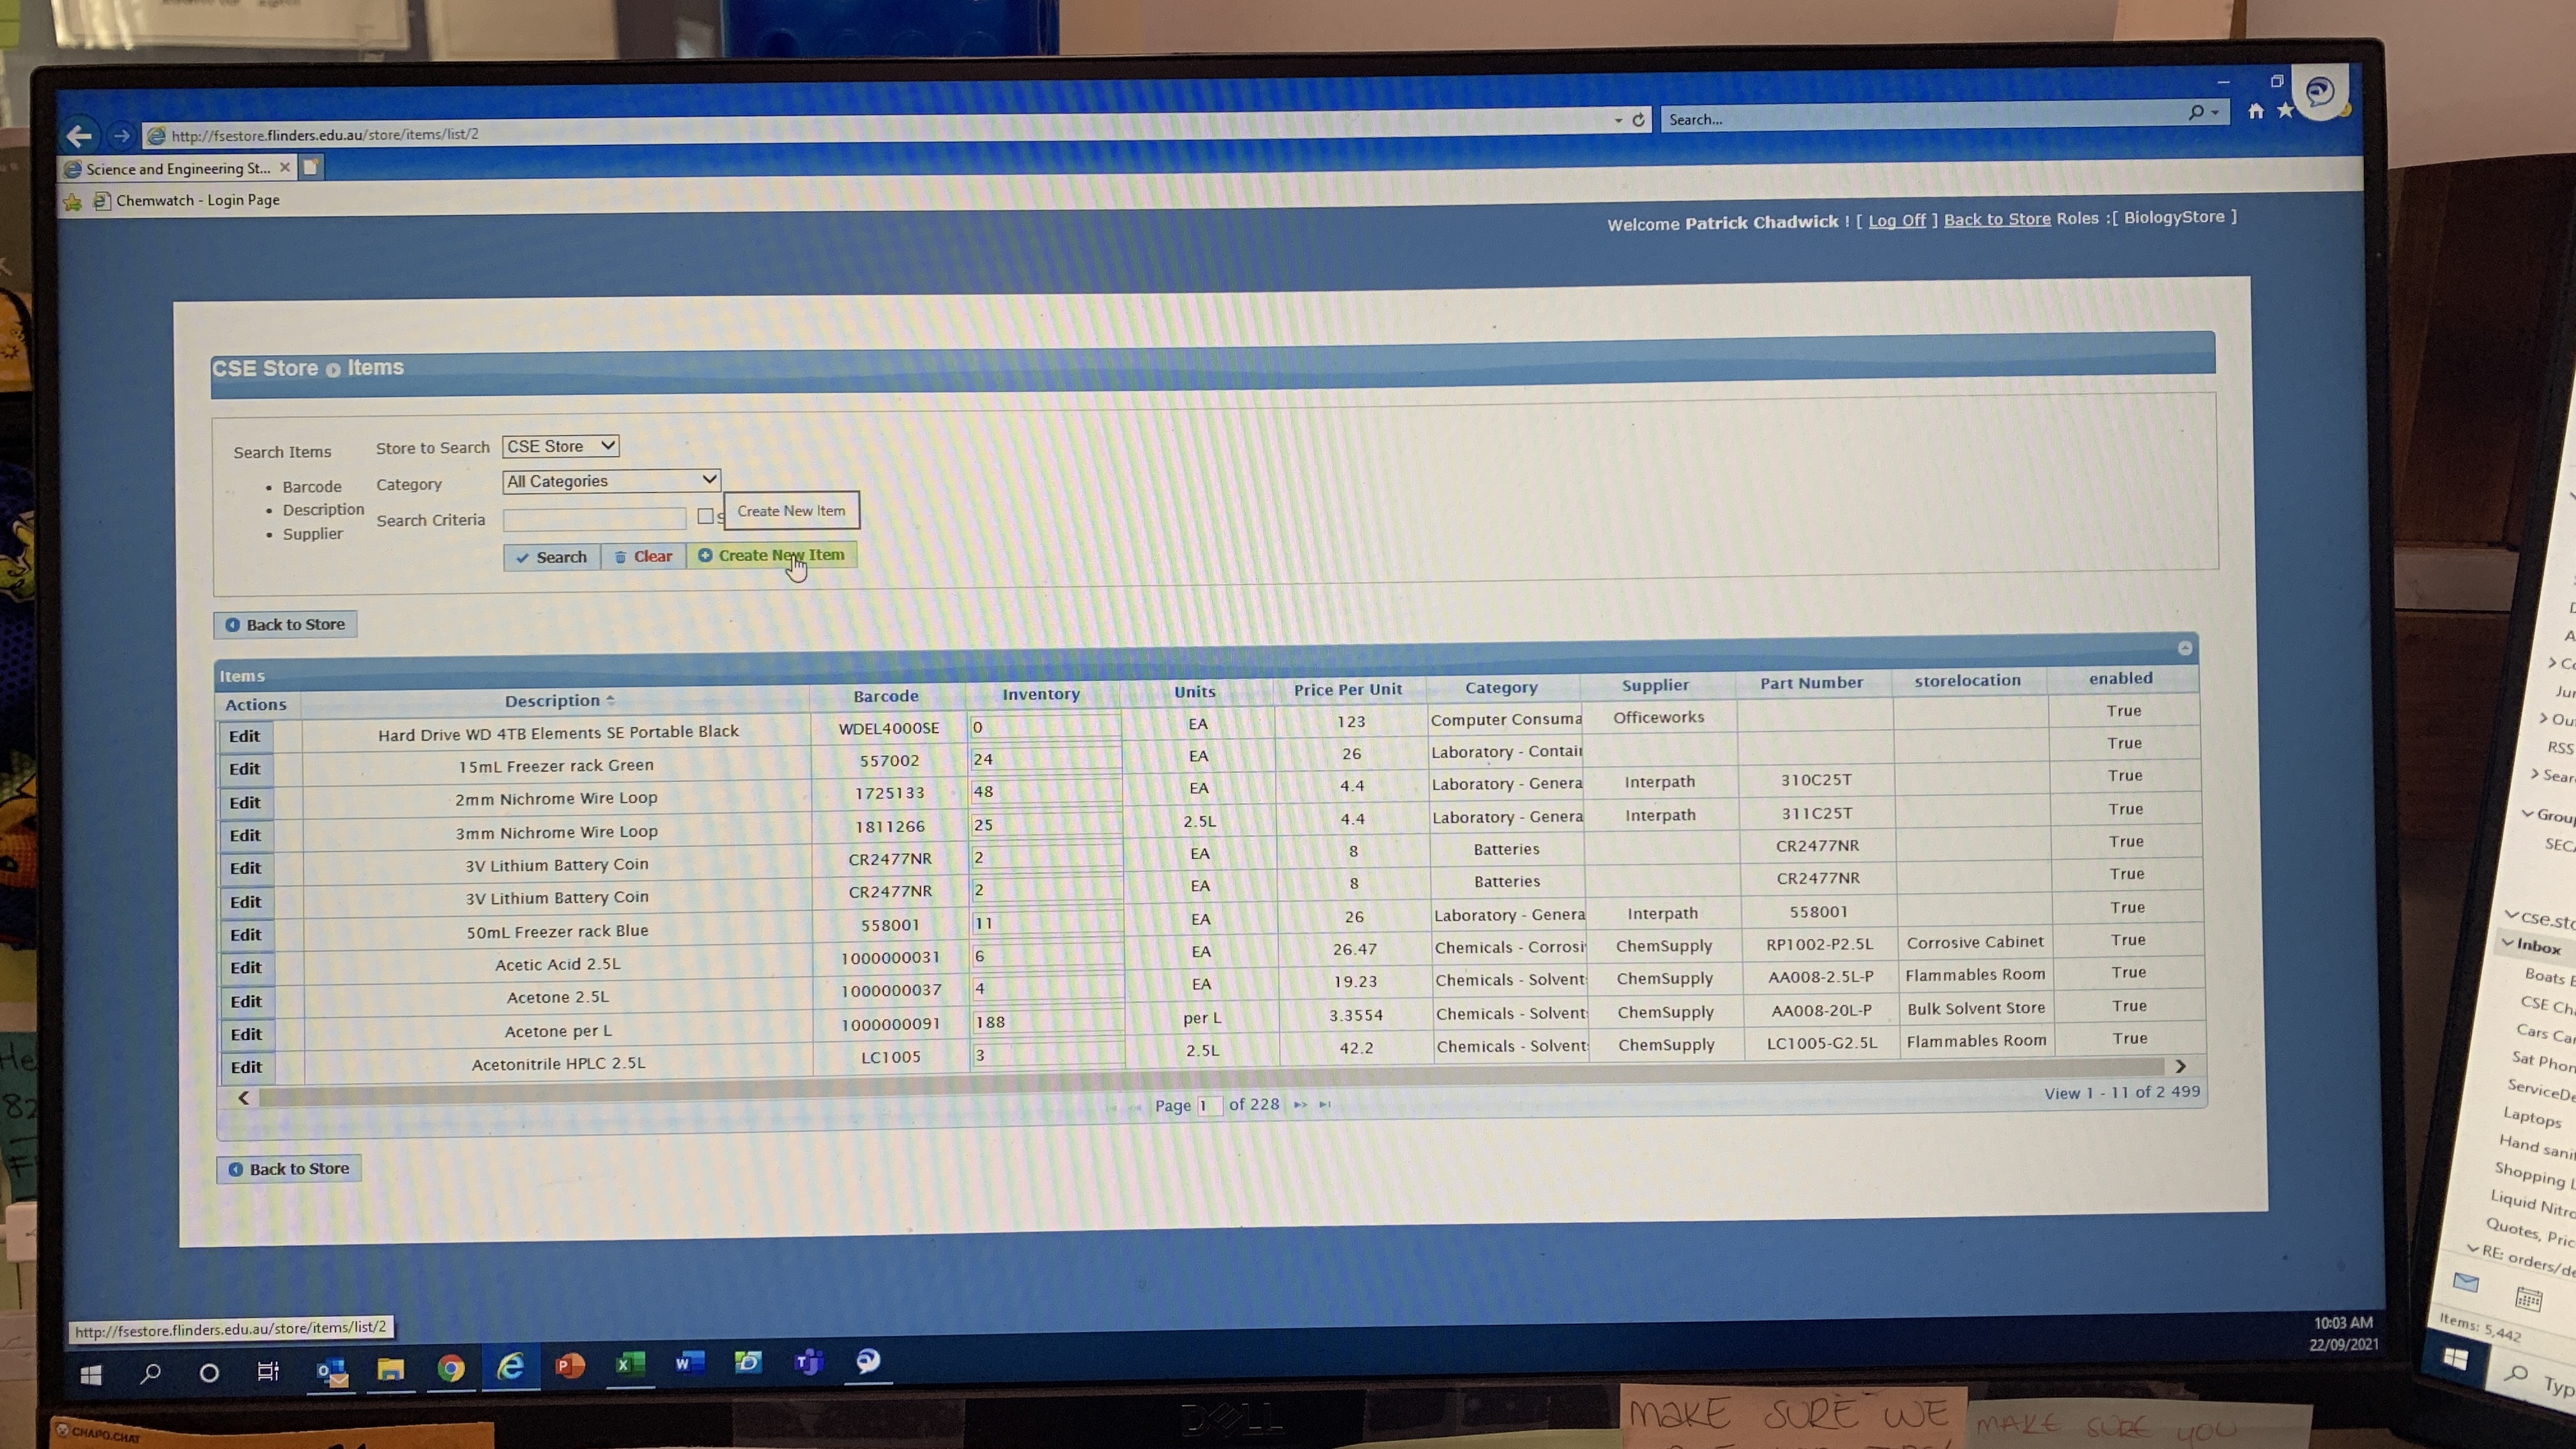 http://fsestore.flinders.edu.au/store/items/list/2
Search...
Science and Engineering St...
Chemwatch - Login Page
Welcome Patrick Chadwick ! [ Log Off ] Back to Store Roles :[ BiologyStore ]
CSE Store Items
Search Items
Barcode
Description
Supplier
Store to Search CSE Store
Category All Categories
Search Criteria
Create New Item
Search Clear Create New Item
Back to Store
Items
Actions Description Barcode Inventory Units Price Per Unit Category Supplier Part Number storelocation enabled
Edit Hard Drive WD 4TB Elements SE Portable Black WDEL4000SE 0 EA 123 Computer Consuma Officeworks True
Edit 15mL Freezer rack Green 557002 24 EA 26 Laboratory - Contain True
Edit 2mm Nichrome Wire Loop 1725133 48 EA 4.4 Laboratory - Genera Interpath 310C25T True
Edit 3mm Nichrome Wire Loop 1811266 25 2.5L 4.4 Laboratory - Genera Interpath 311C25T True
Edit 3V Lithium Battery Coin CR2477NR 2 EA 8 Batteries CR2477NR True
Edit 3V Lithium Battery Coin CR2477NR 2 EA 8 Batteries CR2477NR True
Edit 50mL Freezer rack Blue 558001 11 EA 26 Laboratory - Genera Interpath 558001 True
Edit Acetic Acid 2.5L 1000000031 6 EA 26.47 Chemicals - Corrosi ChemSupply RP1002-P2.5L Corrosive Cabinet True
Edit Acetone 2.5L 1000000037 4 EA 19.23 Chemicals - Solvent ChemSupply AA008-2.5L-P Flammables Room True
Edit Acetone per L 1000000091 188 per L 3.3554 Chemicals - Solvent ChemSupply AA008-20L-P Bulk Solvent Store True
Edit Acetonitrile HPLC 2.5L LC1005 3 2.5L 42.2 Chemicals - Solvent ChemSupply LC1005-G2.5L Flammables Room True
Page 1 of 228
View 1 - 11 of 2 499
Back to Store
http://fsestore.flinders.edu.au/store/items/list/2
10:03 AM
22/09/2021
DELL
CHAPO.CHAT
MAKE SURE WE
MAKE SURE YOU
RSS
Sear
Group
cse.sto
Inbox
Boats
CSE
Cars
Sat Phon
ServiceDe
Laptops
Hand sani
Shopping
Liquid Nitro
Quotes, Pric
RE: orders/de
Items: 5,442
Typ